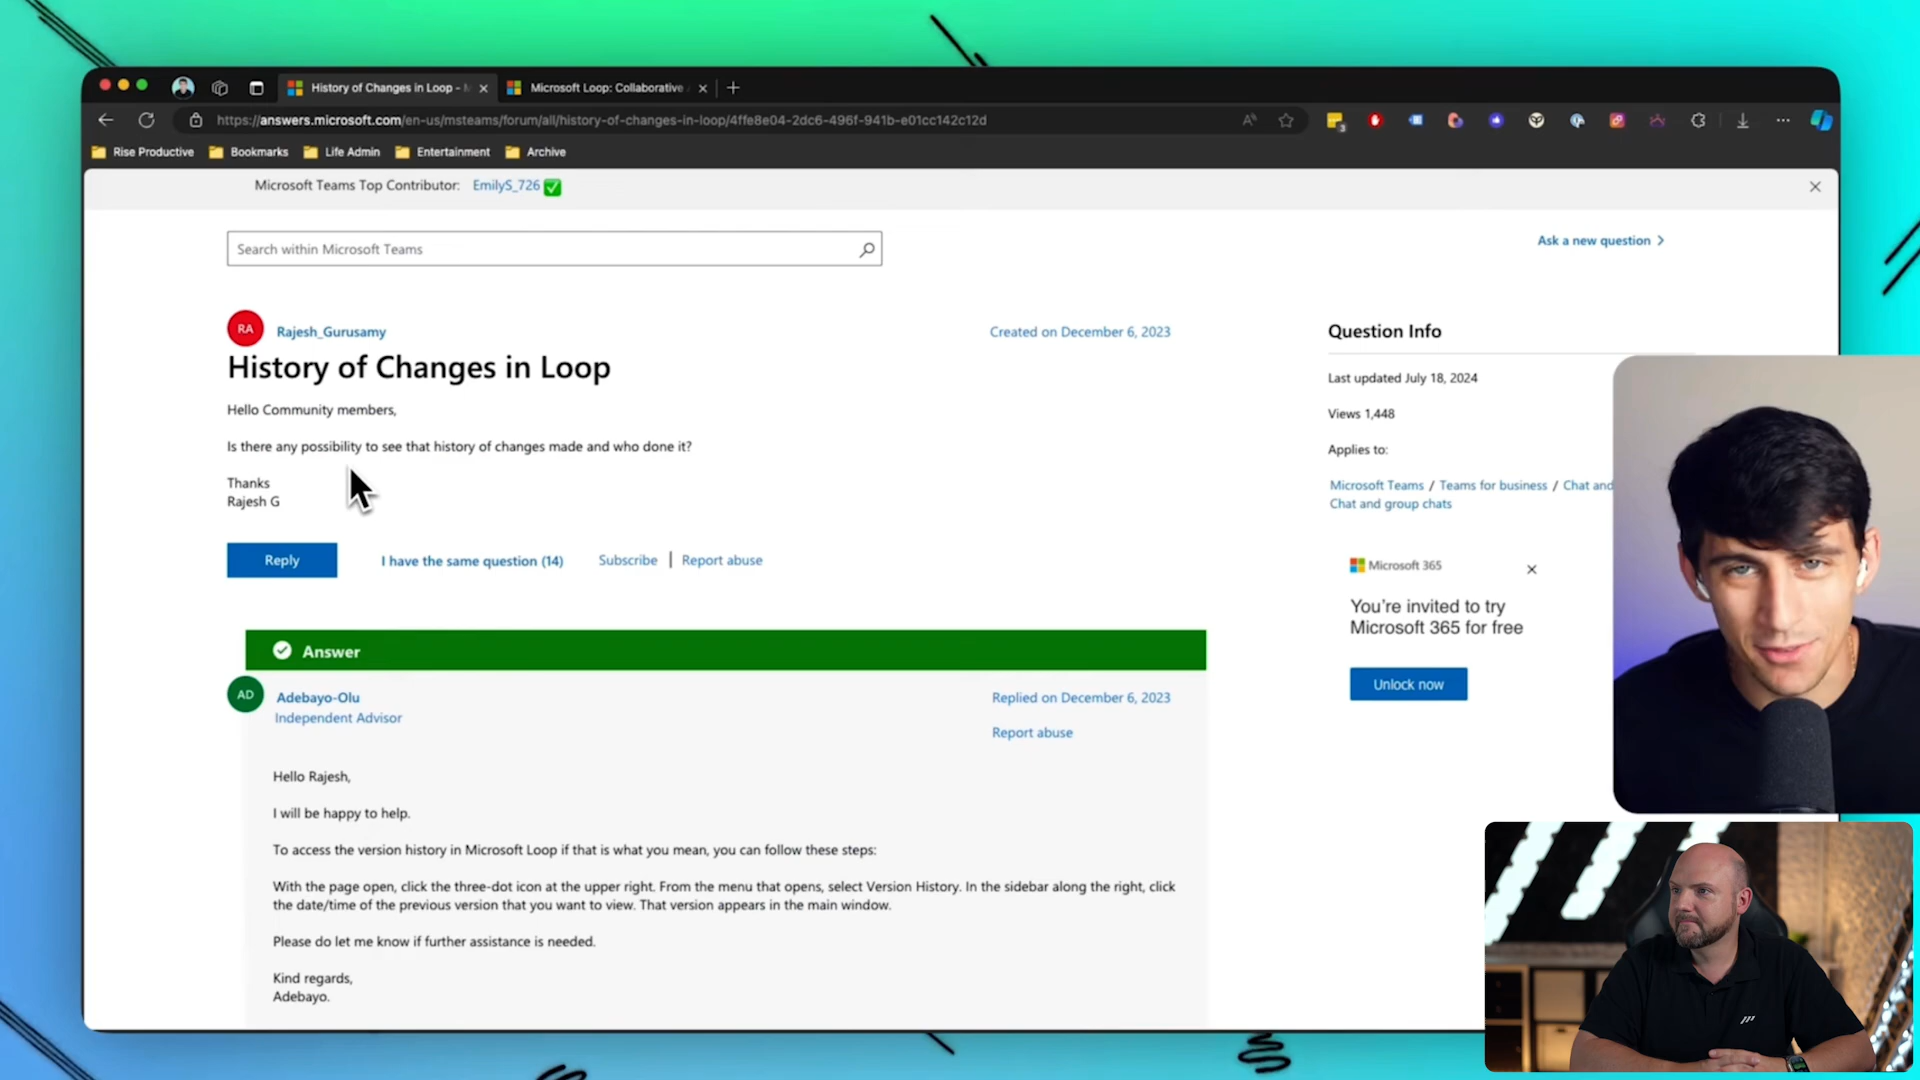 History of Changes in Loop - M
Microsoft Loop: Collaborative A
https://answers.microsoft.com/en-us/msteams/forum/all/history-of-changes-in-loop/4ffe8e04-2dc6-496f-941b-e01cc142c12d
3
Rise Productive
Bookmarks
Life Admin
Entertainment
Archive
Microsoft Teams Top Contributor: EmilyS_726 ✅
Search within Microsoft Teams
Ask a new question
RA
Rajesh_Gurusamy
Created on December 6, 2023
Question Info
History of Changes in Loop
Last updated July 18, 2024
Hello Community members,
Views 1,448
Is there any possibility to see that history of changes made and who done it?
Applies to:
Thanks
Microsoft Teams / Teams for business / Chat and
Rajesh G
Chat and group chats
Reply
I have the same question (14)
Subscribe | Report abuse
Microsoft 365
You're invited to try
Microsoft 365 for free
Unlock now
Answer
AD
Adebayo-Olu
Independent Advisor
Replied on December 6, 2023
Report abuse
Hello Rajesh,
I will be happy to help.
To access the version history in Microsoft Loop if that is what you mean, you can follow these steps:
With the page open, click the three-dot icon at the upper right. From the menu that opens, select Version History. In the sidebar along the right, click
the date/time of the previous version that you want to view. That version appears in the main window.
Please do let me know if further assistance is needed.
Kind regards,
Adebayo.